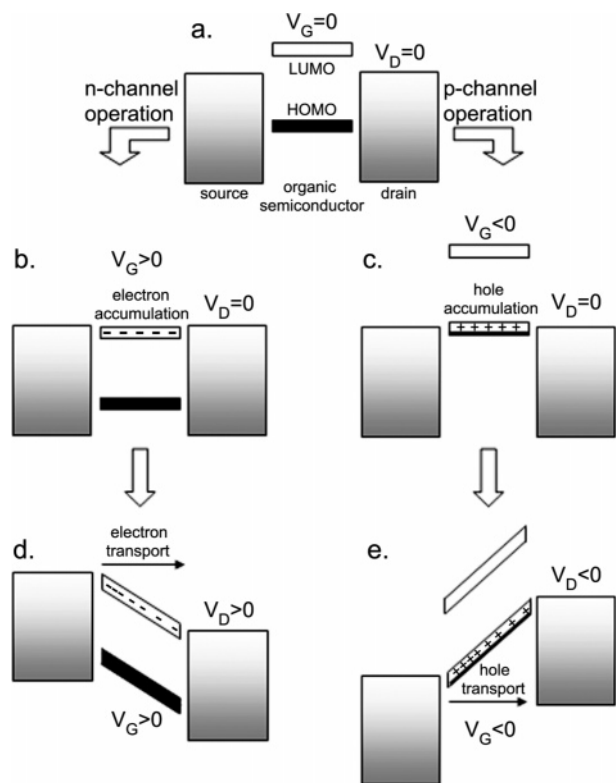 a.
V_G=0
LUMO
V_D=0
n-channel
operation
HOMO
p-channel
operation
source
organic
semiconductor
drain
b.
V_G>0
electron
accumulation
- - - - -
V_D=0
c.
V_G<0
hole
accumulation
+ + + + +
V_D=0
d.
electron
transport
V_D>0
V_G>0
e.
V_D<0
hole
transport
V_G<0